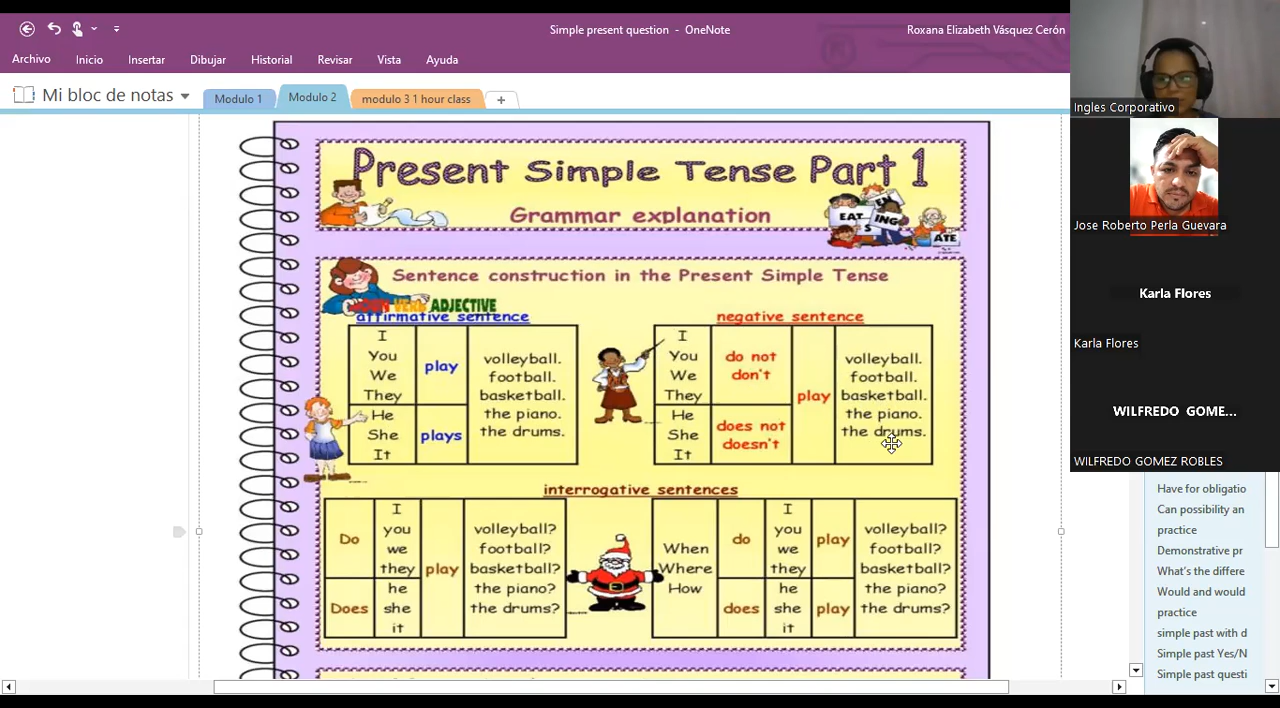 Simple present question - OneNote
Roxana Elizabeth Vásquez Cerón
Archivo Inicio Insertar Dibujar Historial Revisar Vista Ayuda
Mi bloc de notas
Modulo 1
Modulo 2
modulo 3 1 hour class
+
Present Simple Tense Part 1
Grammar explanation
EAT
ING
S
ATE
Sentence construction in the Present Simple Tense
VERB ADJECTIVE
affirmative sentence
I
You
We
They
play
He
She
It
plays
volleyball.
football.
basketball.
the piano.
the drums.
negative sentence
I
You
We
They
do not
don't
He
She
It
does not
doesn't
play
volleyball.
football.
basketball.
the piano.
the drums.
interrogative sentences
Do
I
you
we
they
Does
he
she
it
play
volleyball?
football?
basketball?
the piano?
the drums?
When
Where
How
do
I
you
we
they
play
does
he
she
it
play
volleyball?
football?
basketball?
the piano?
the drums?
Ingles Corporativo
Jose Roberto Perla Guevara
Karla Flores
Karla Flores
WILFREDO GOME...
WILFREDO GOMEZ ROBLES
Have for obligatio
Can possibility an
practice
Demonstrative pr
What's the differe
Would and would
practice
simple past with d
Simple past Yes/N
Simple past questi